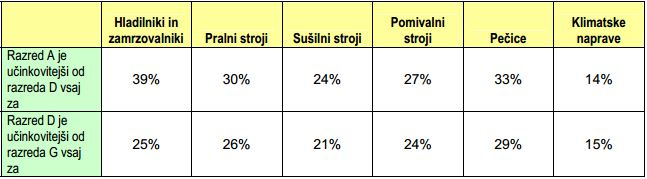 Hladilniki in
zamrzovalniki
Pralni stroji
Sušilni stroji
Pomivalni
stroji
Pečice
Klimatske
naprave
Razred A je
učinkovitejši od
razreda D vsaj
za
39%
30%
24%
27%
33%
14%
Razred D je
učinkovitejši od
razreda G vsaj
za
25%
26%
21%
24%
29%
15%